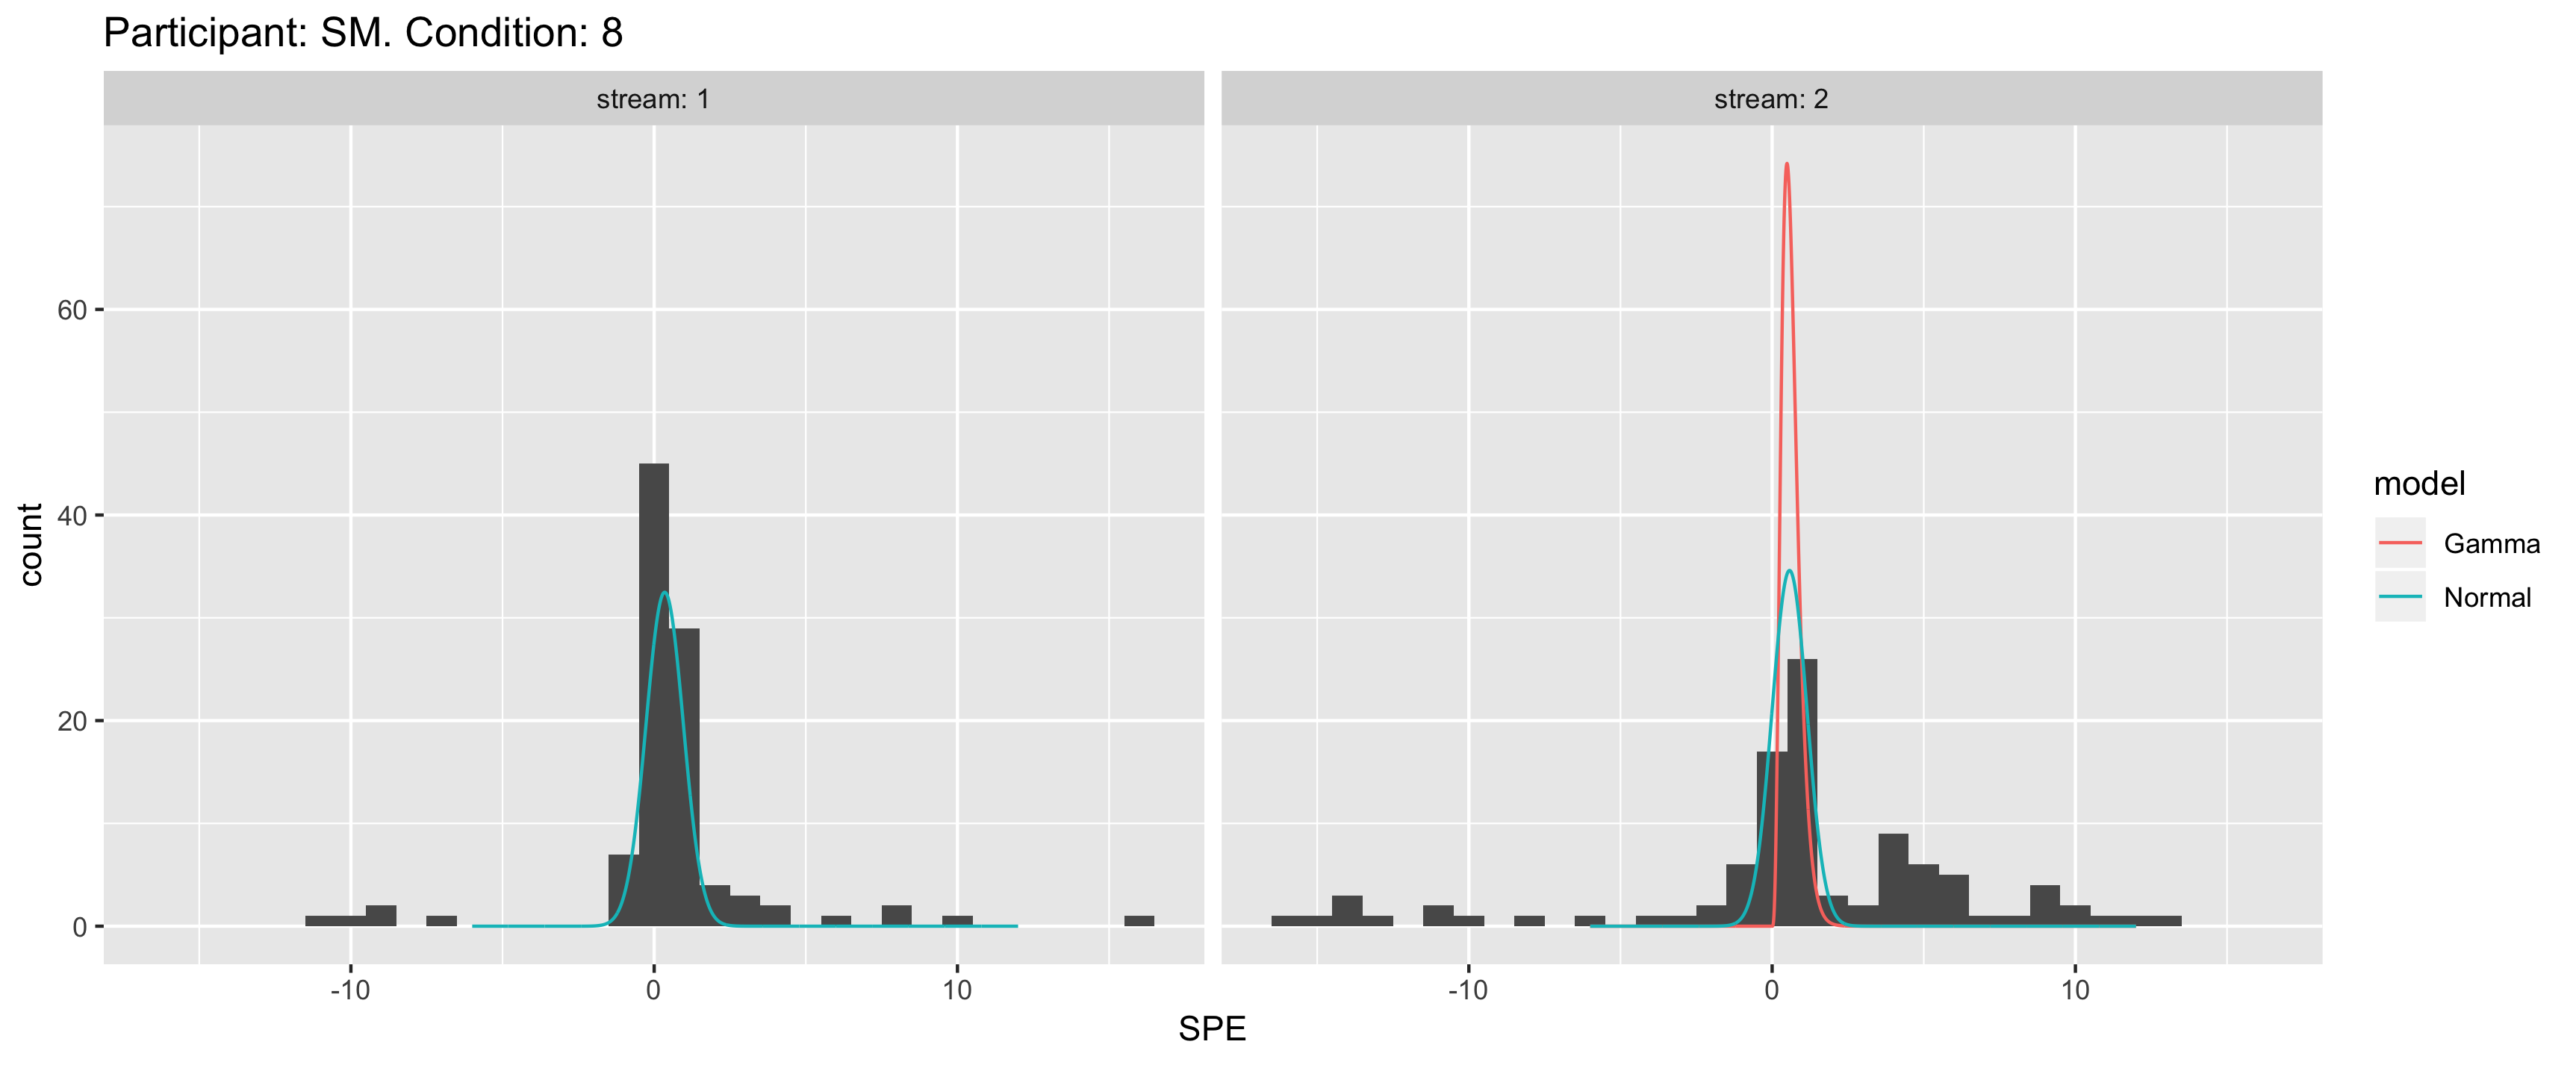 Participant: SM. Condition: 8
stream: 1
stream: 2
60
40
20
0
count
-10
0
10
-10
0
10
SPE
model
Gamma
Normal